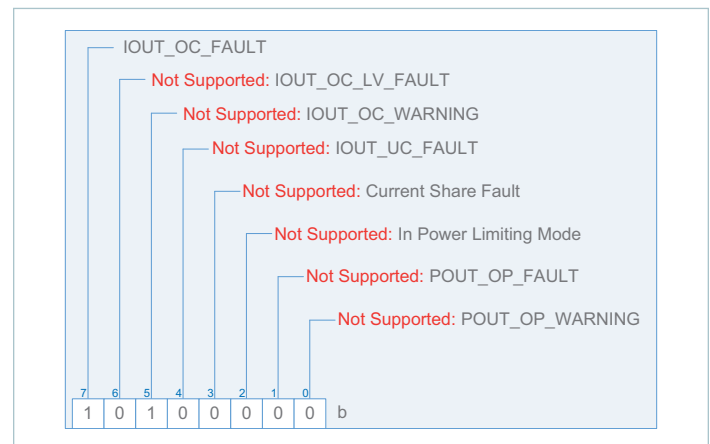 IOUT_OC_FAULT
Not Supported: IOUT_OC_LV_FAULT
Not Supported: IOUT_OC_WARNING
Not Supported: IOUT_UC_FAULT
Not Supported: Current Share Fault
Not Supported: In Power Limiting Mode
Not Supported: POUT_OP_FAULT
Not Supported: POUT_OP_WARNING
7 6 5 4 3 2 1 0
1 0 1 0 0 0 0 0 b